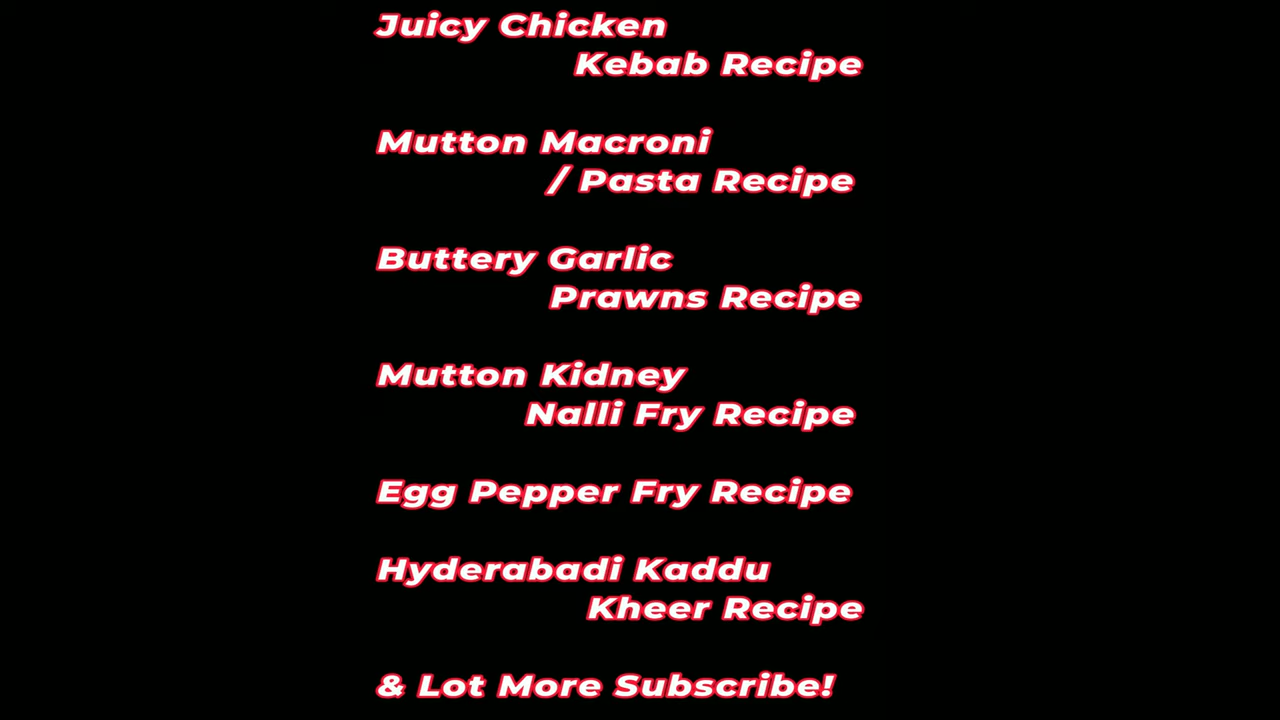 Juicy Chicken
Kebab Recipe
Mutton Macroni
/ Pasta Recipe
Buttery Garlic
Prawns Recipe
Mutton Kidney
Nalli Fry Recipe
Egg Pepper Fry Recipe
Hyderabadi Kaddu
Kheer Recipe
& Lot More Subscribe!